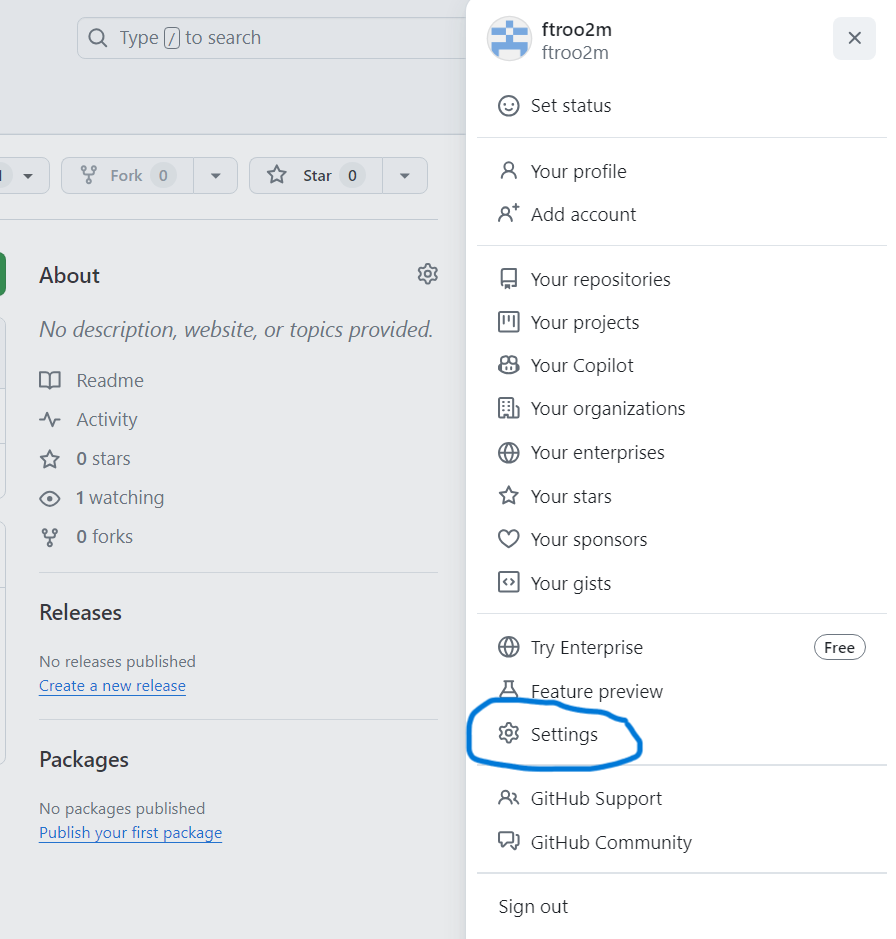 Type / to search
Fork 0
Star 0
About
No description, website, or topics provided.
Readme
Activity
0 stars
1 watching
0 forks
Releases
No releases published
Create a new release
Packages
No packages published
Publish your first package
ftroo2m
ftroo2m
Set status
Your profile
Add account
Your repositories
Your projects
Your Copilot
Your organizations
Your enterprises
Your stars
Your sponsors
Your gists
Try Enterprise Free
Feature preview
Settings
GitHub Support
GitHub Community
Sign out